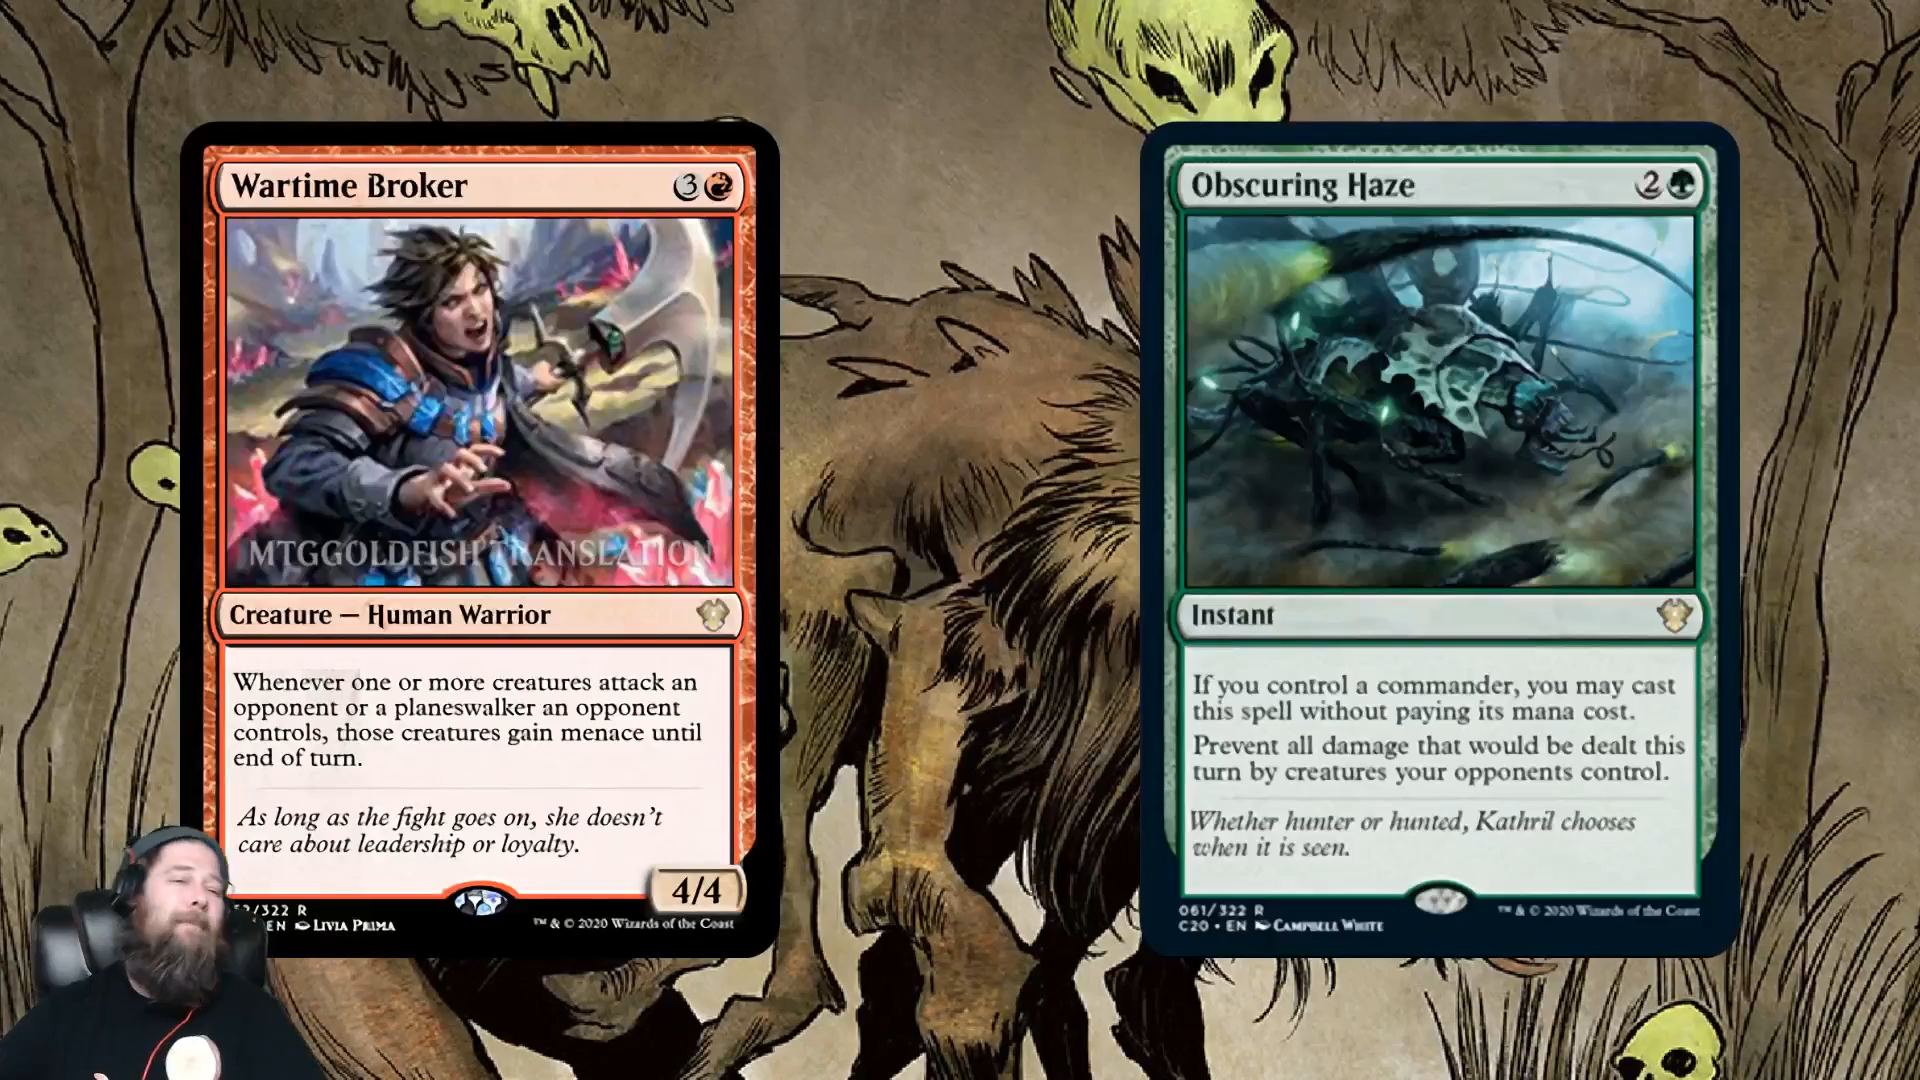 Wartime Broker
3
MTGGOLDFISH TRANSLATION
Creature — Human Warrior
Whenever one or more creatures attack an
opponent or a planeswalker an opponent
controls, those creatures gain menace until
end of turn.
As long as the fight goes on, she doesn't
care about leadership or loyalty.
4/4
/322 R
EN LIVIA PRIMA
™ & © 2020 Wizards of the Coast
Obscuring Haze
2
Instant
If you control a commander, you may cast
this spell without paying its mana cost.
Prevent all damage that would be dealt this
turn by creatures your opponents control.
Whether hunter or hunted, Kathril chooses
when it is seen.
061/322 R
C20 • EN CAMPBELL WHITE
™ & © 2020 Wizards of the Coast